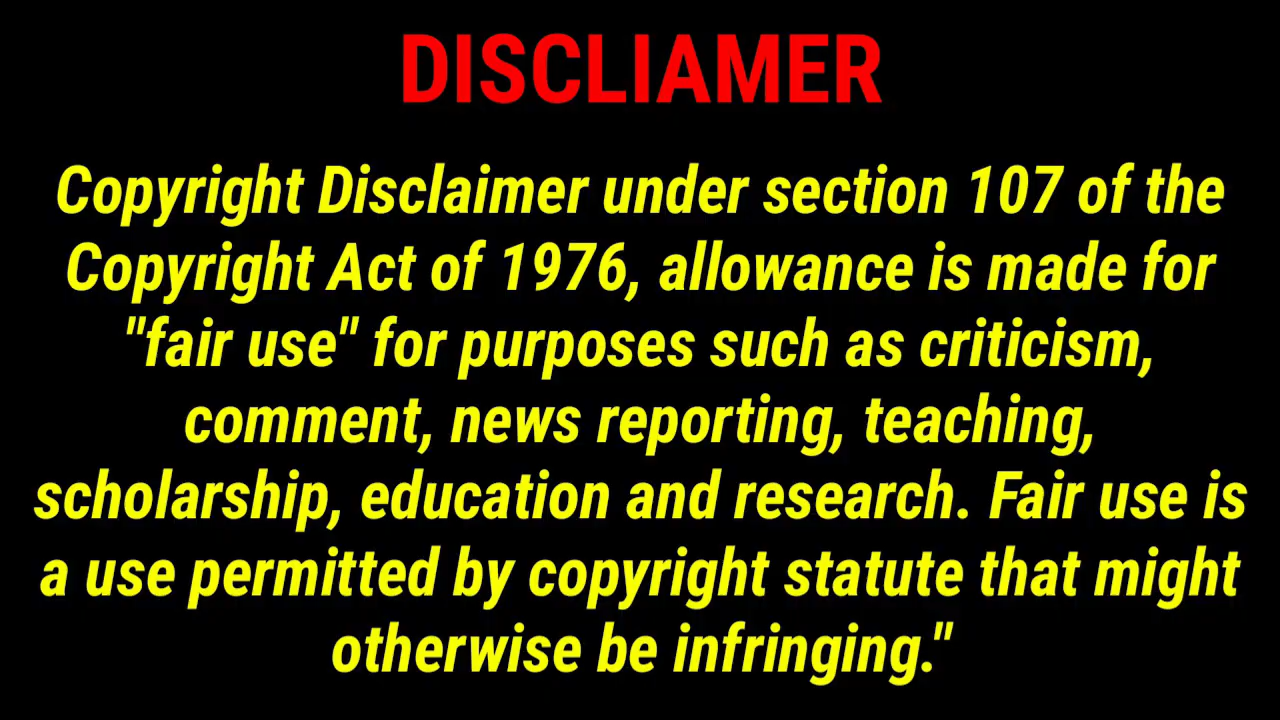 DISCLIAMER
Copyright Disclaimer under section 107 of the
Copyright Act of 1976, allowance is made for
"fair use" for purposes such as criticism,
comment, news reporting, teaching,
scholarship, education and research. Fair use is
a use permitted by copyright statute that might
otherwise be infringing."